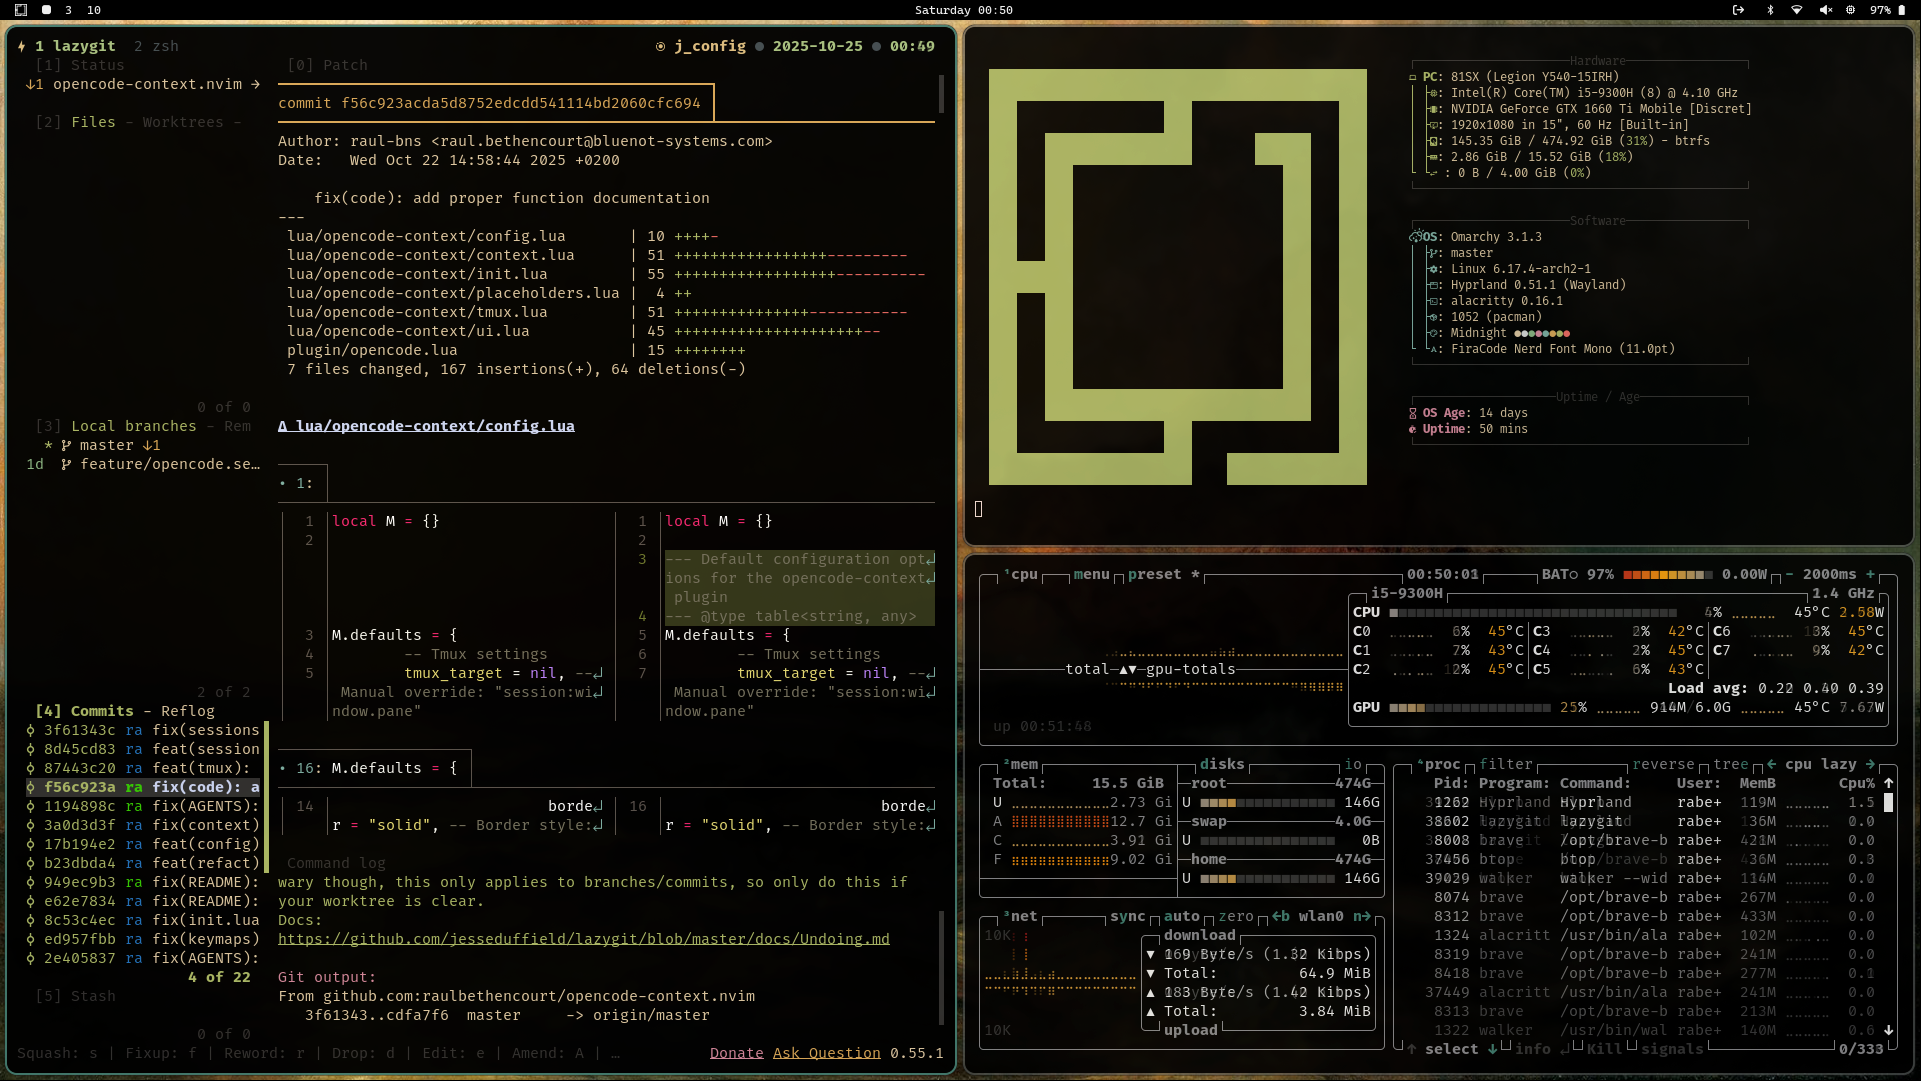 3 10
Saturday 00:50
97%
1 lazygit 2 zsh
j_config ● 2025-10-25 ● 00:49
[1] Status
↓1 opencode-context.nvim →
[2] Files - Worktrees -
0 of 0
[3] Local branches - Rem
* master ↓1
1d feature/opencode.se…
2 of 2
[4] Commits - Reflog
3f61343c ra fix(sessions
8d45cd83 ra feat(session
87443c20 ra feat(tmux):
f56c923a ra fix(code): a
1194898c ra fix(AGENTS):
3a0d3d3f ra fix(context)
17b194e2 ra feat(config)
b23dbda4 ra feat(refact)
949ec9b3 ra fix(README):
e62e7834 ra fix(README):
8c53c4ec ra fix(init.lua
ed957fbb ra fix(keymaps)
2e405837 ra fix(AGENTS):
4 of 22
[5] Stash
0 of 0
[0] Patch
commit f56c923acda5d8752edcdd541114bd2060cfc694
Author: raul-bns <raul.bethencourt@bluenot-systems.com>
Date: Wed Oct 22 14:58:44 2025 +0200
fix(code): add proper function documentation
---
lua/opencode-context/config.lua | 10 ++++-
lua/opencode-context/context.lua | 51 +++++++++++++++++---------
lua/opencode-context/init.lua | 55 ++++++++++++++++++----------
lua/opencode-context/placeholders.lua | 4 ++
lua/opencode-context/tmux.lua | 51 +++++++++++++++-----------
lua/opencode-context/ui.lua | 45 +++++++++++++++++++++--
plugin/opencode.lua | 15 ++++++++
7 files changed, 167 insertions(+), 64 deletions(-)
Δ lua/opencode-context/config.lua
• 1:
1 local M = {} 1 local M = {}
2 2
3 --- Default configuration opt↵
ions for the opencode-context↵
plugin
4 --- @type table<string, any>
3 M.defaults = { 5 M.defaults = {
4 -- Tmux settings 6 -- Tmux settings
5 tmux_target = nil, --↵ 7 tmux_target = nil, --↵
Manual override: "session:wi↵ Manual override: "session:wi↵
ndow.pane" ndow.pane"
• 16: M.defaults = {
14 borde↵ 16 borde↵
r = "solid", -- Border style:↵ r = "solid", -- Border style:↵
Command log
wary though, this only applies to branches/commits, so only do this if
your worktree is clear.
Docs:
https://github.com/jesseduffield/lazygit/blob/master/docs/Undoing.md
Git output:
From github.com:raulbethencourt/opencode-context.nvim
3f61343..cdfa7f6 master -> origin/master
Squash: s | Fixup: f | Reword: r | Drop: d | Edit: e | Amend: A | …
Donate Ask Question 0.55.1
Hardware
PC: 81SX (Legion Y540-15IRH)
: Intel(R) Core(TM) i5-9300H (8) @ 4.10 GHz
: NVIDIA GeForce GTX 1660 Ti Mobile [Discret]
: 1920x1080 in 15", 60 Hz [Built-in]
: 145.35 GiB / 474.92 GiB (31%) - btrfs
: 2.86 GiB / 15.52 GiB (18%)
: 0 B / 4.00 GiB (0%)
Software
OS: Omarchy 3.1.3
: master
: Linux 6.17.4-arch2-1
: Hyprland 0.51.1 (Wayland)
: alacritty 0.16.1
: 1052 (pacman)
: Midnight
: FiraCode Nerd Font Mono (11.0pt)
Uptime / Age
OS Age: 14 days
Uptime: 50 mins
¹cpu menu preset * 00:50:01 BAT○ 97% 0.00W - 2000ms +
i5-9300H 1.4 GHz
CPU 4% 45°C 2.58W
C0 6% 45°C C3 2% 42°C C6 45°C
C1 7% 43°C C4 2% 45°C C7 9% 42°C
C2 45°C C5 6% 43°C
Load avg: 0.22 0.40 0.39
GPU 25% 914M/6.0G 45°C 7.67W
total ▲▼ gpu-totals
up 00:51:48
²mem
Total: 15.5 GiB
U 2.73 Gi
A 12.7 Gi
C 3.91 Gi
F 9.02 Gi
disks io
root 474G
U 146G
swap 4.0G
U 0B
home 474G
U 146G
³net sync auto zero ←b wlan0 n→
10K
10K
download
▼ Byte/s Kibps)
▼ Total: 64.9 MiB
▲ Byte/s Kibps)
▲ Total: 3.84 MiB
upload
⁴proc filter reverse tree ← cpu lazy →
Pid: Program: Command: User: MemB Cpu% ↑
1262 Hyprland Hyprland rabe+ 119M 1.5
38602 lazygit lazygit rabe+ 136M 0.0
8008 brave /opt/brave-b rabe+ 0.0
btop btop rabe+ 0.3
walker walker --wid rabe+ 114M 0.0
8074 brave /opt/brave-b rabe+ 267M 0.0
8312 brave /opt/brave-b rabe+ 433M 0.0
1324 alacritt /usr/bin/ala rabe+ 102M 0.0
8319 brave /opt/brave-b rabe+ 241M 0.0
8418 brave /opt/brave-b rabe+ 277M 0.1
37449 alacritt /usr/bin/ala rabe+ 241M 0.0
8313 brave /opt/brave-b rabe+ 213M 0.0
1322 walker /usr/bin/wal rabe+ 140M 0.6 ↓
↑ select ↓ info ↵ Kill signals 0/333